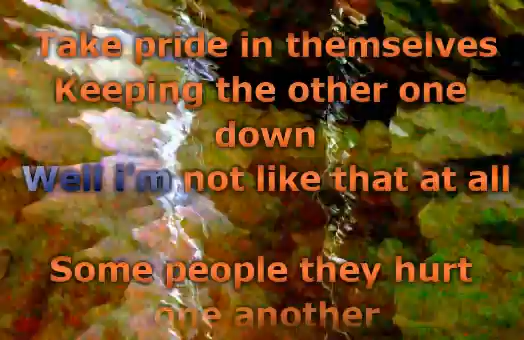 Take pride in themselves
Keeping the other one
down
Well i'm not like that at all
Some people they hurt
one another